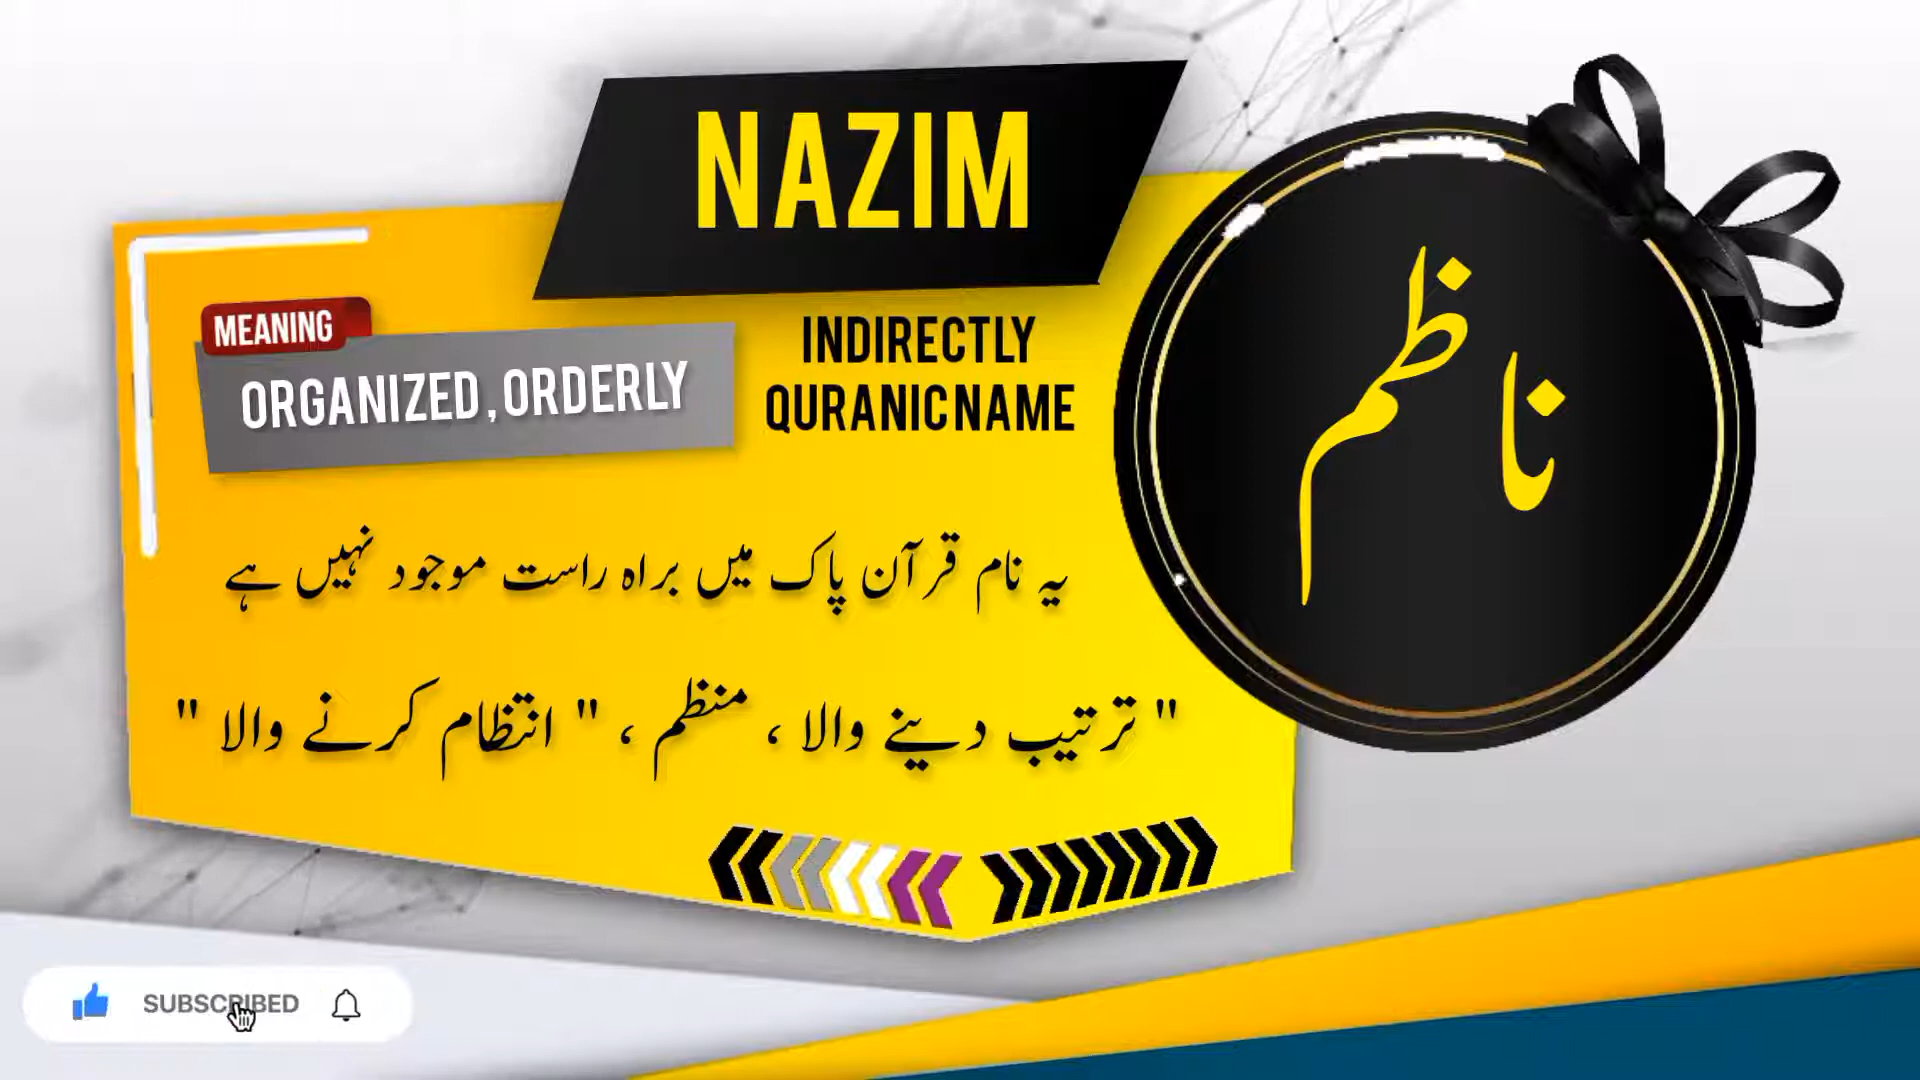 NAZIM
MEANING
ORGANIZED , ORDERLY
INDIRECTLY
QURANIC NAME
ناظم
یہ نام قرآن پاک میں براہ راست موجود نہیں ہے
" ترتیب دینے والا ، منظم ، " انتظام کرنے والا "
SUBSCRIBED